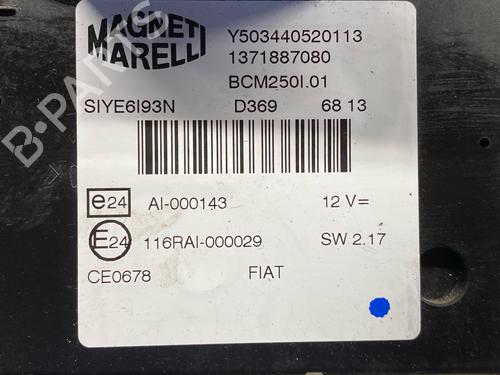 MAGNETI MARELLI
Y503440520113
1371887080
BCM250I.01
SIYE6I93N D369 68 13
e24 AI-000143 12 V=
E24 116RAI-000029 SW 2.17
CE0678 FIAT
B-PARTS